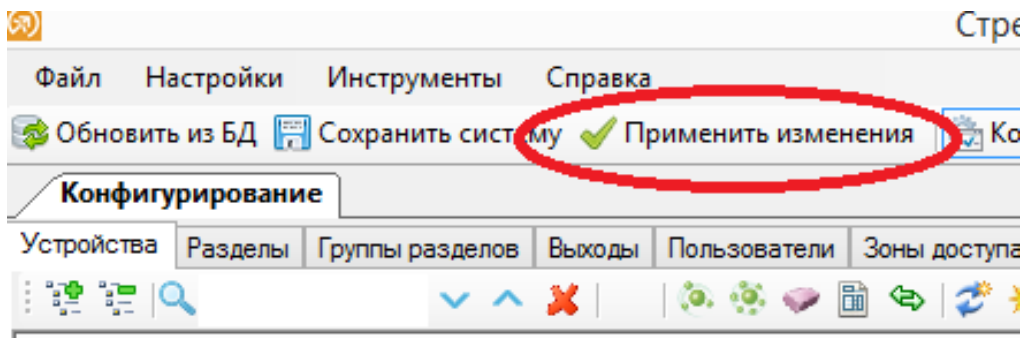 Стре
Файл Настройки Инструменты Справка
Обновить из БД Сохранить систему Применить изменения Ко
Конфигурирование
Устройства Разделы Группы разделов Выходы Пользователи Зоны доступа